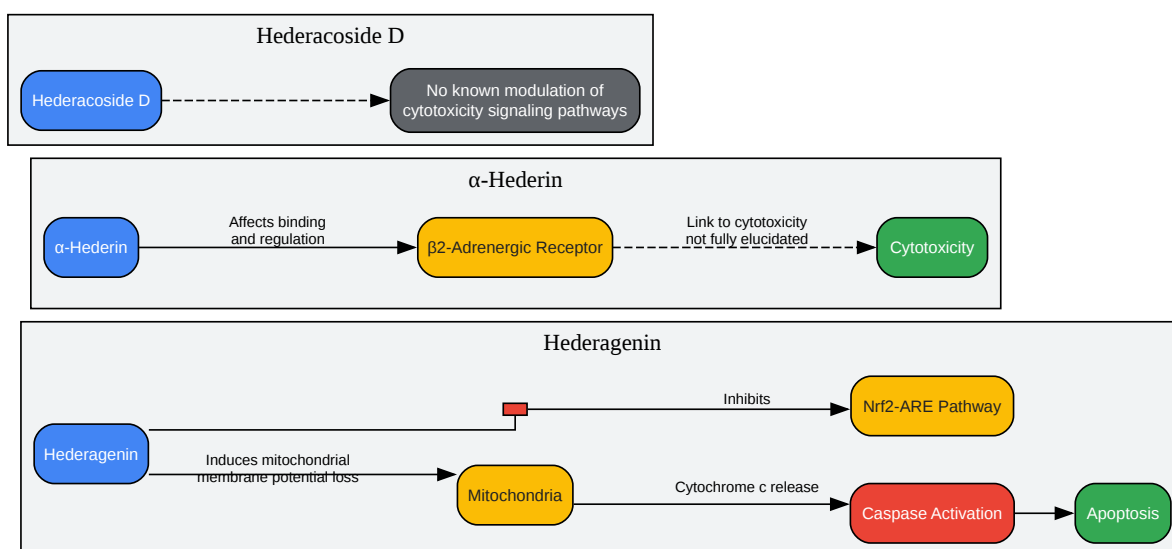 Hederacoside D
Hederacoside D
No known modulation of
cytotoxicity signaling pathways
α-Hederin
α-Hederin
Affects binding
and regulation
β2-Adrenergic Receptor
Link to cytotoxicity
not fully elucidated
Cytotoxicity
Hederagenin
Hederagenin
Inhibits
Nrf2-ARE Pathway
Induces mitochondrial
membrane potential loss
Mitochondria
Cytochrome c release
Caspase Activation
Apoptosis